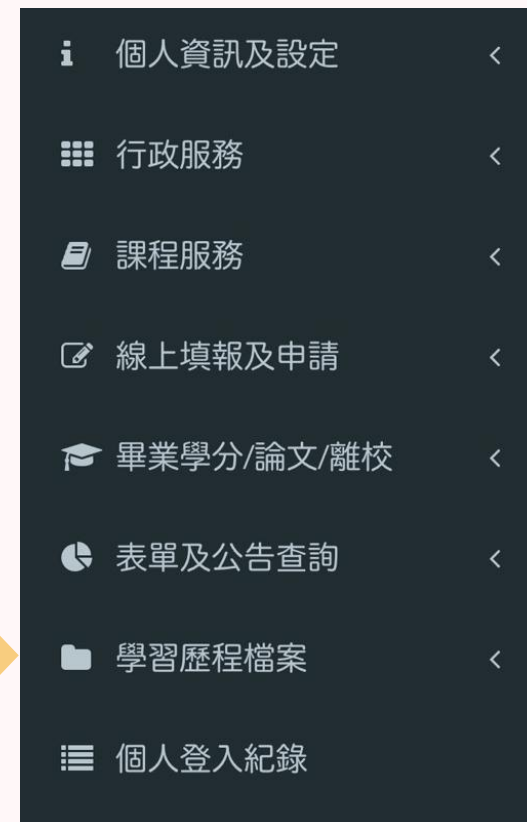 個人資訊及設定
行政服務
課程服務
線上填報及申請
畢業學分/論文/離校
表單及公告查詢
學習歷程檔案
個人登入紀錄